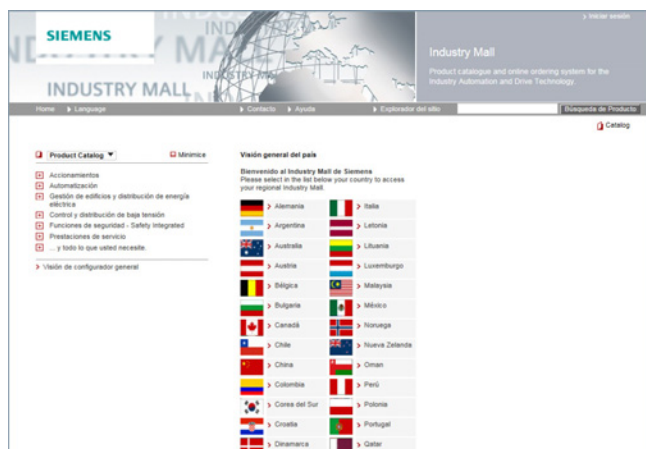 SIEMENS
INDUSTRY MALL
Iniciar sesión
Industry Mall
Product catalogue and online ordering system for the
Industry Automation and Drive Technology.
Home Language Contacto Ayuda Explorador del sitio Búsqueda de Producto
Catalog
Product Catalog Minimice
Accionamientos
Automatización
Gestión de edificios y distribución de energía
eléctrica
Control y distribución de baja tensión
Funciones de seguridad - Safety Integrated
Prestaciones de servicio
... y todo lo que usted necesite.
Visión de configurador general
Visión general del país
Bienvenido al Industry Mall de Siemens
Please select in the list below your country to access
your regional Industry Mall.
Alemania Italia
Argentina Letonia
Australia Lituania
Austria Luxemburgo
Bélgica Malaysia
Bulgaria México
Canadá Noruega
Chile Nueva Zelanda
China Oman
Colombia Perú
Corea del Sur Polonia
Croatia Portugal
Dinamarca Qatar